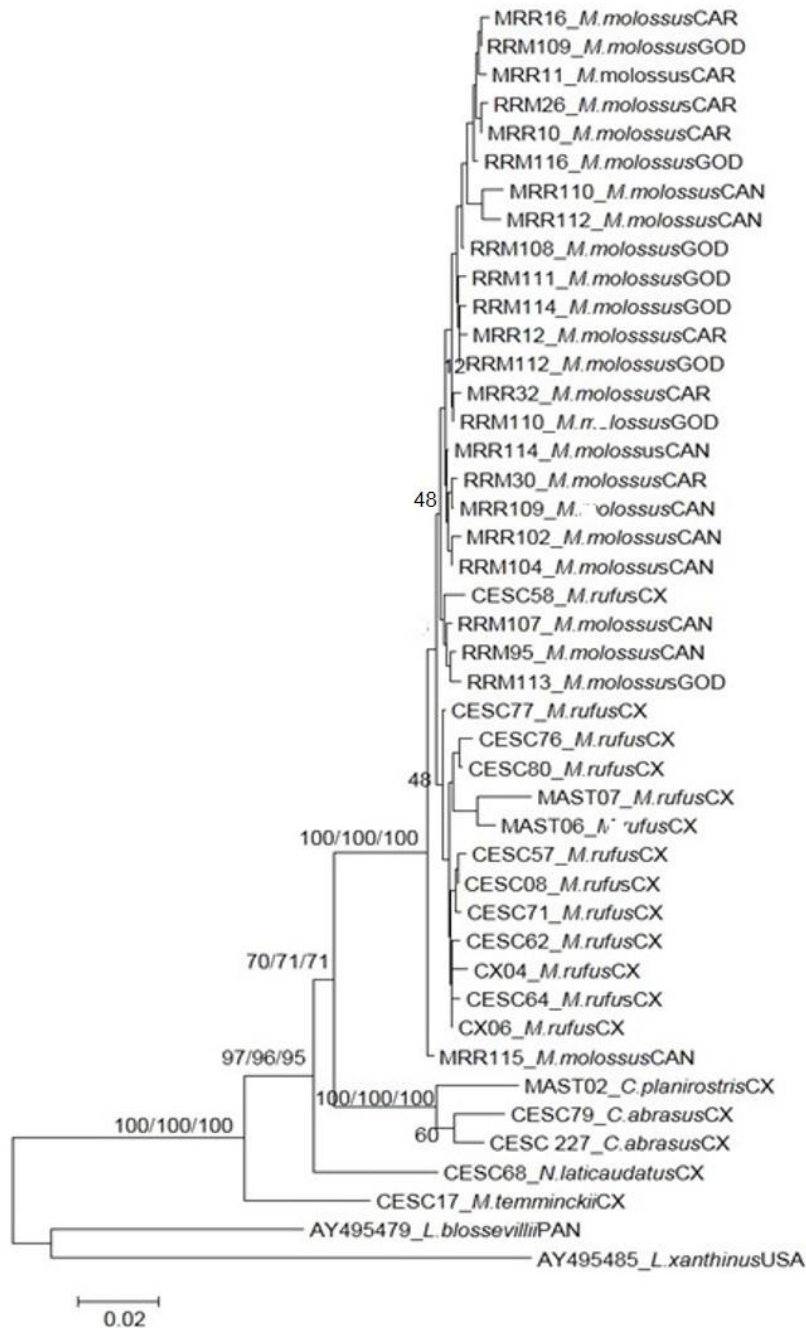 MRR16_M.molossusCAR
RRM109_M.molossusGOD
MRR11_M.molossusCAR
RRM26_M.molossusCAR
MRR10_M.molossusCAR
RRM116_M.molossusGOD
MRR110_M.molossusCAN
MRR112_M.molossusCAN
RRM108_M.molossusGOD
RRM111_M.molossusGOD
RRM114_M.molossusGOD
MRR12_M.molosssusCAR
12 RRM112_M.molossusGOD
MRR32_M.molossusCAR
RRM110_M. lossusGOD
MRR114_M.molossusCAN
RRM30_M.molossusCAR
48
MRR109_M. olossusCAN
MRR102_M.molossusCAN
RRM104_M.molossusCAN
CESC58_M.rufusCX
RRM107_M.molossusCAN
RRM95_M.molossusCAN
RRM113_M.molossusGOD
CESC77_M.rufusCX
CESC76_M.rufusCX
CESC80_M.rufusCX
48
MAST07_M.rufusCX
MAST06_M rufusCX
100/100/100
CESC57_M.rufusCX
CESC08_M.rufusCX
CESC71_M.rufusCX
CESC62_M.rufusCX
70/71/71
CX04_M.rufusCX
CESC64_M.rufusCX
CX06_M.rufusCX
97/96/95
MRR115_M.molossusCAN
MAST02_C.planirostrisCX
100/100/100
CESC79_C.abrasusCX
100/100/100
60
CESC 227_C.abrasusCX
CESC68_N.laticaudatusCX
CESC17_M.temminckiiCX
AY495479_L.blossevilliiPAN
AY495485_L.xanthinusUSA
0.02